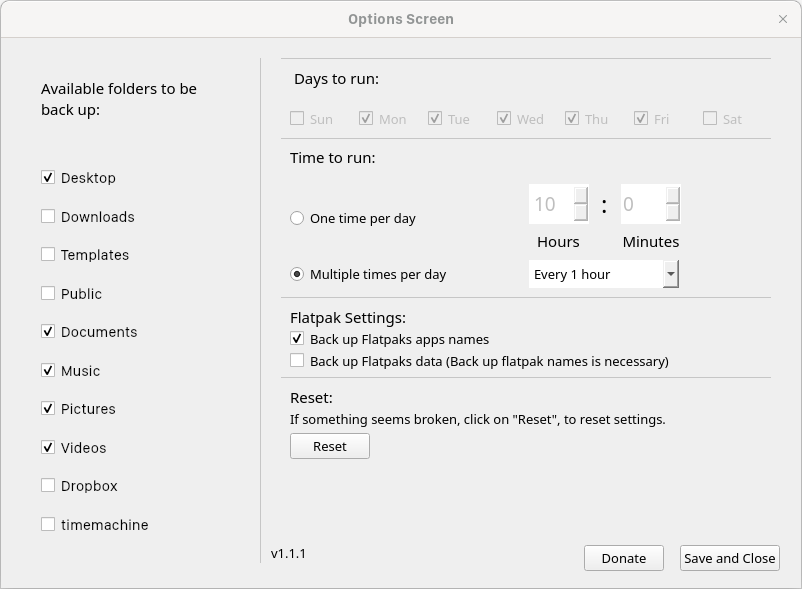 Options Screen
Available folders to be
back up:
Desktop
Downloads
Templates
Public
Documents
Music
Pictures
Videos
Dropbox
timemachine
Days to run:
Sun Mon Tue Wed Thu Fri Sat
Time to run:
One time per day
10 : 0
Hours Minutes
Multiple times per day
Every 1 hour
Flatpak Settings:
Back up Flatpaks apps names
Back up Flatpaks data (Back up flatpak names is necessary)
Reset:
If something seems broken, click on "Reset", to reset settings.
Reset
v1.1.1
Donate
Save and Close